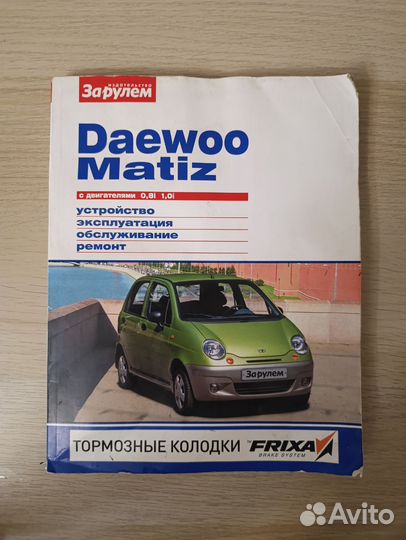 издательство
За рулем
Daewoo
Matiz
с двигателями 0,8i 1,0i
устройство
эксплуатация
обслуживание
ремонт
За рулем
ТОРМОЗНЫЕ КОЛОДКИ
™FRIXA
BRAKE SYSTEM
Avito